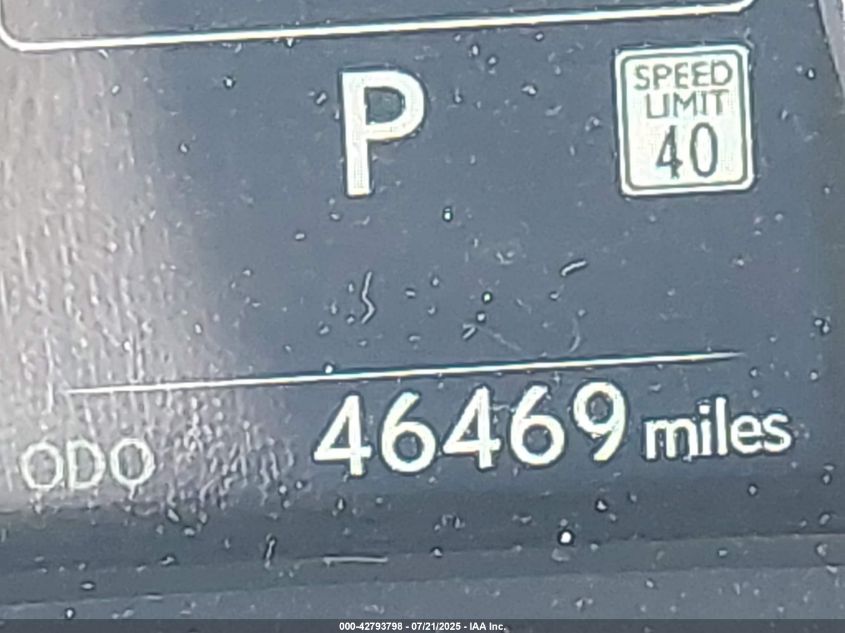 P
SPEED
LIMIT
40
ODO 46469 miles
000-42793798 - 07/21/2025 - IAA Inc.